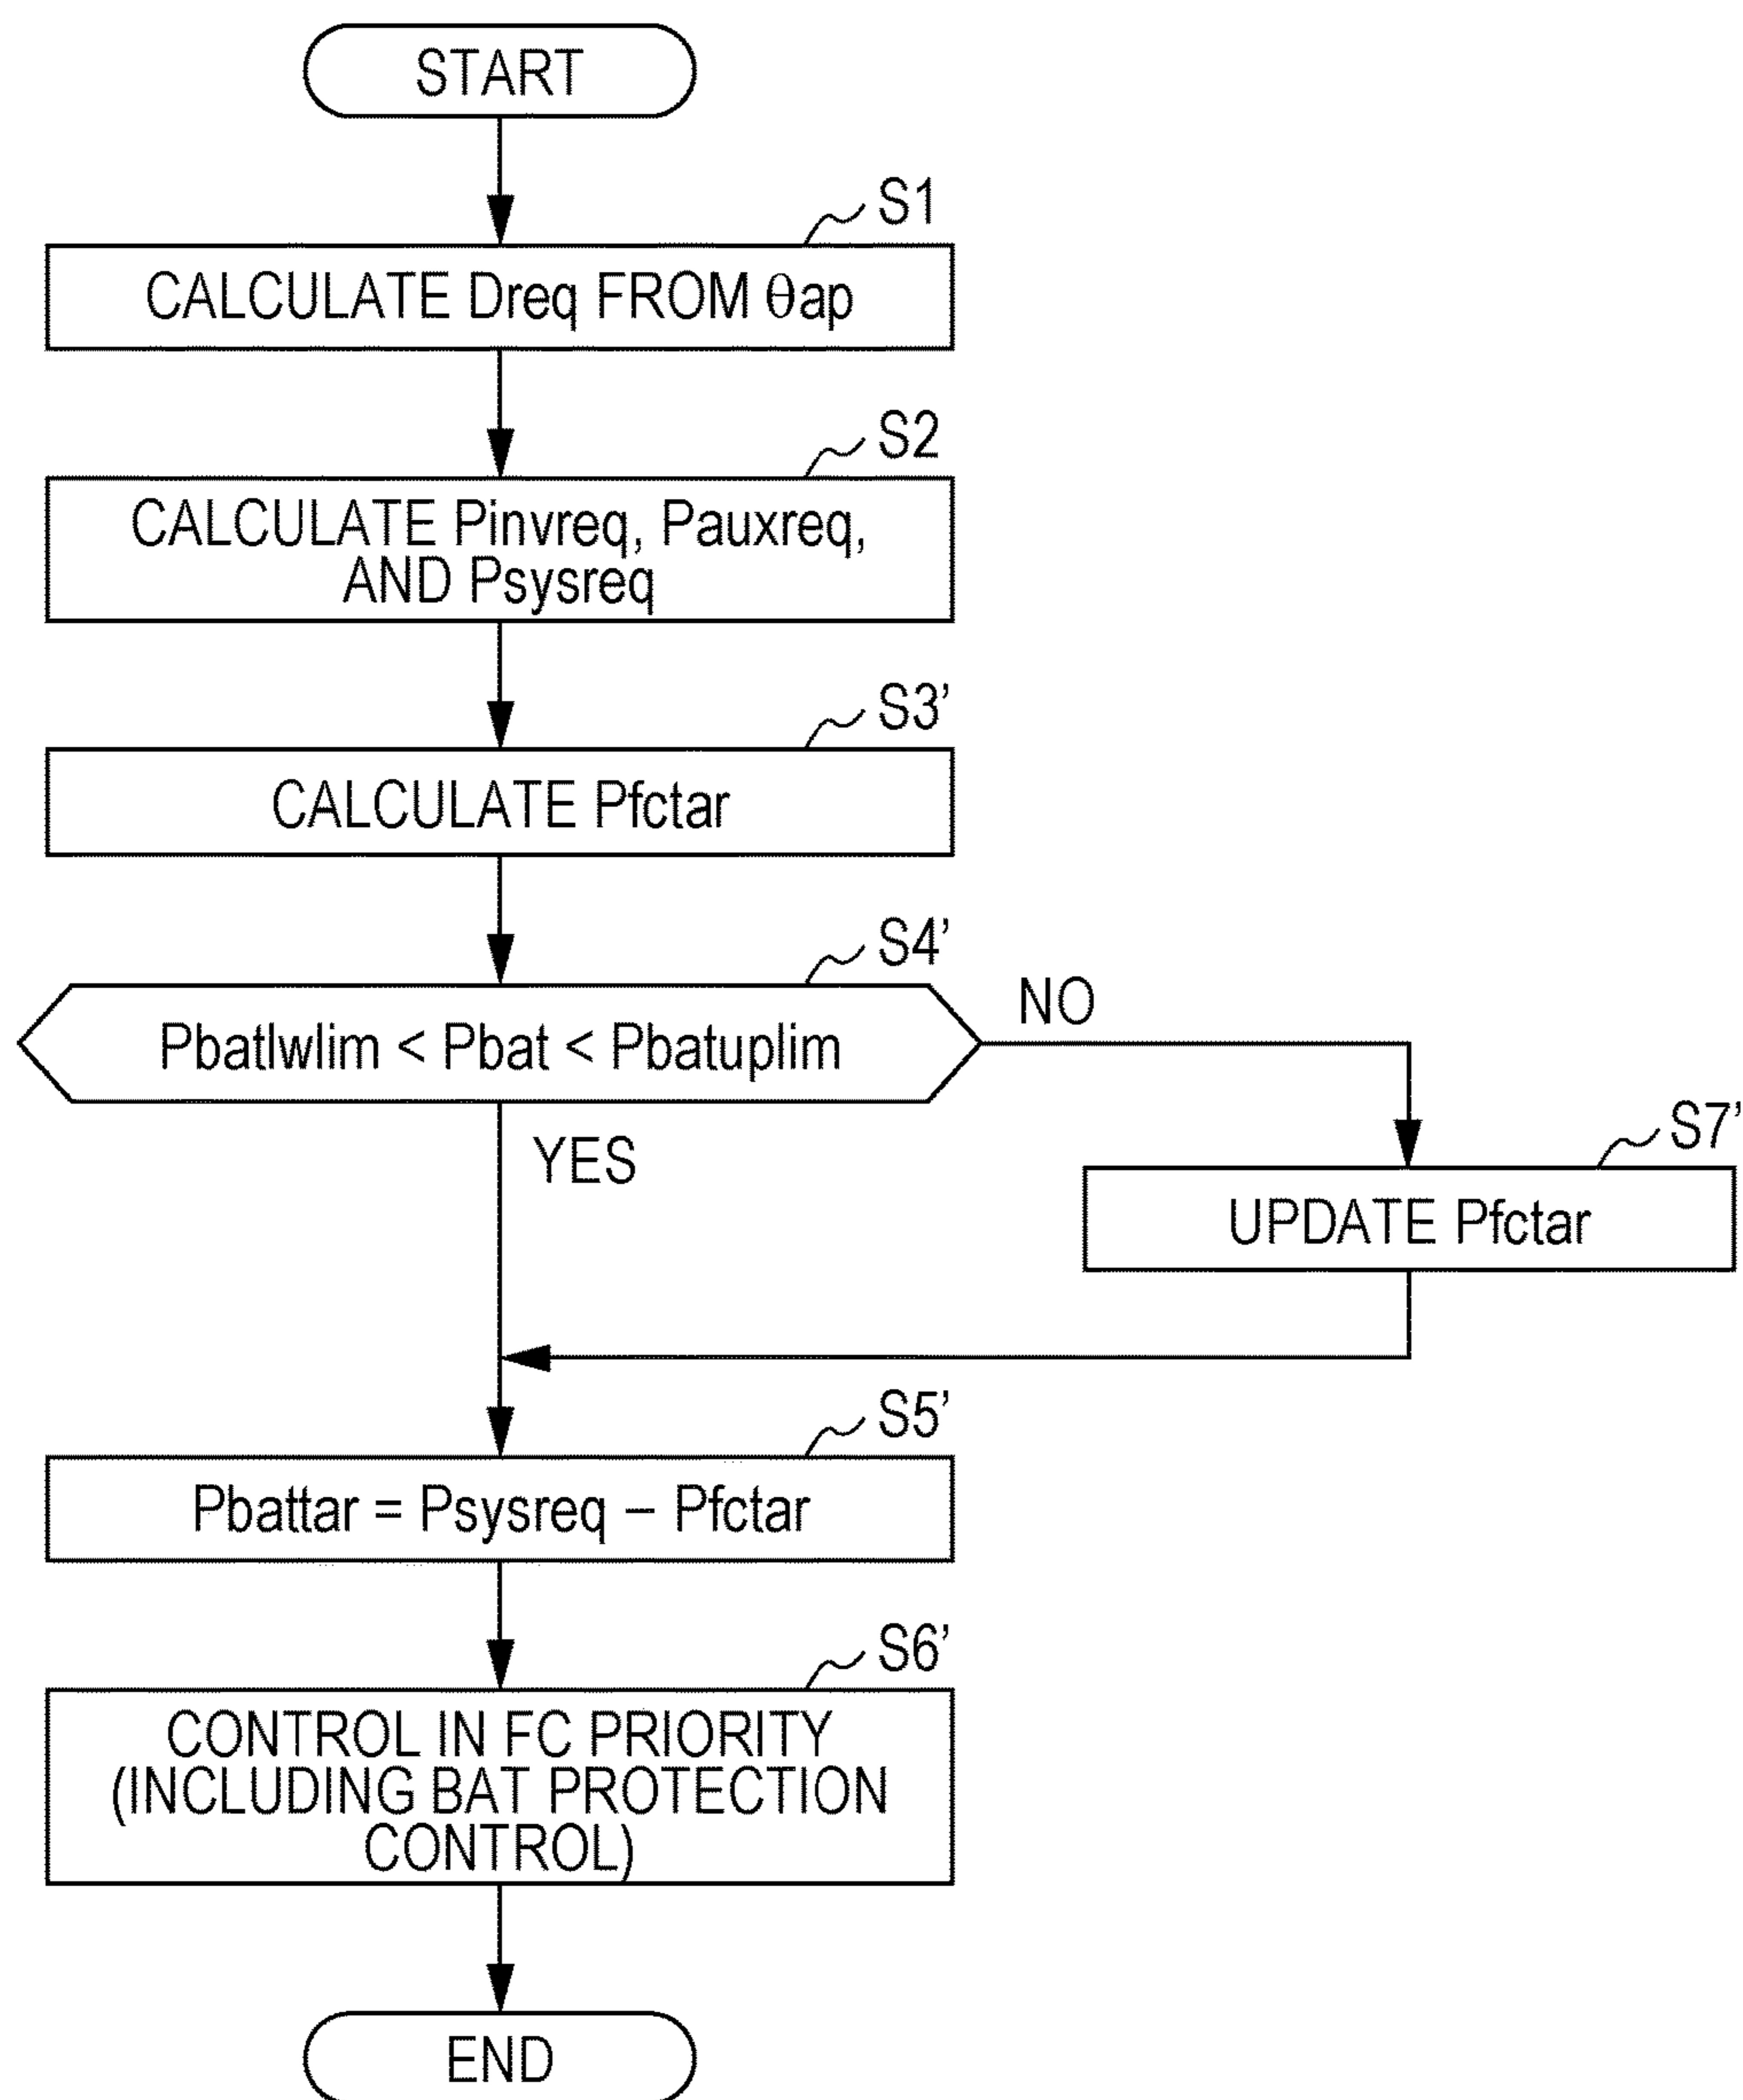 START
S1
CALCULATE Dreq FROM θap
S2
CALCULATE Pinvreq, Pauxreq,
AND Psysreq
S3’
CALCULATE Pfctar
S4’
Pbatlwlim < Pbat < Pbatuplim
NO
YES
S7’
UPDATE Pfctar
S5’
Pbattar = Psysreq – Pfctar
S6’
CONTROL IN FC PRIORITY
(INCLUDING BAT PROTECTION
CONTROL)
END